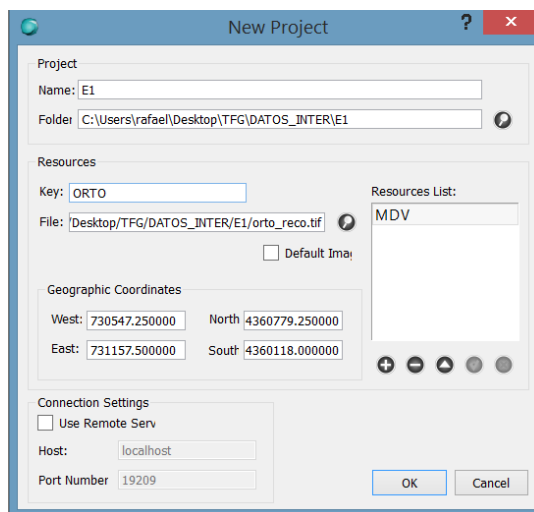 New Project
?
x
Project
Name: E1
Folder C:\Users\rafael\Desktop\TFG\DATOS_INTER\E1
Resources
Key: ORTO
Resources List:
File: 'Desktop/TFG/DATOS_INTER/E1/orto_reco.tif
MDV
Default Imag
Geographic Coordinates
West: 730547.250000 North 4360779.250000
East: 731157.500000 South 4360118.000000
Connection Settings
Use Remote Serv
Host: localhost
Port Number 19209
OK Cancel